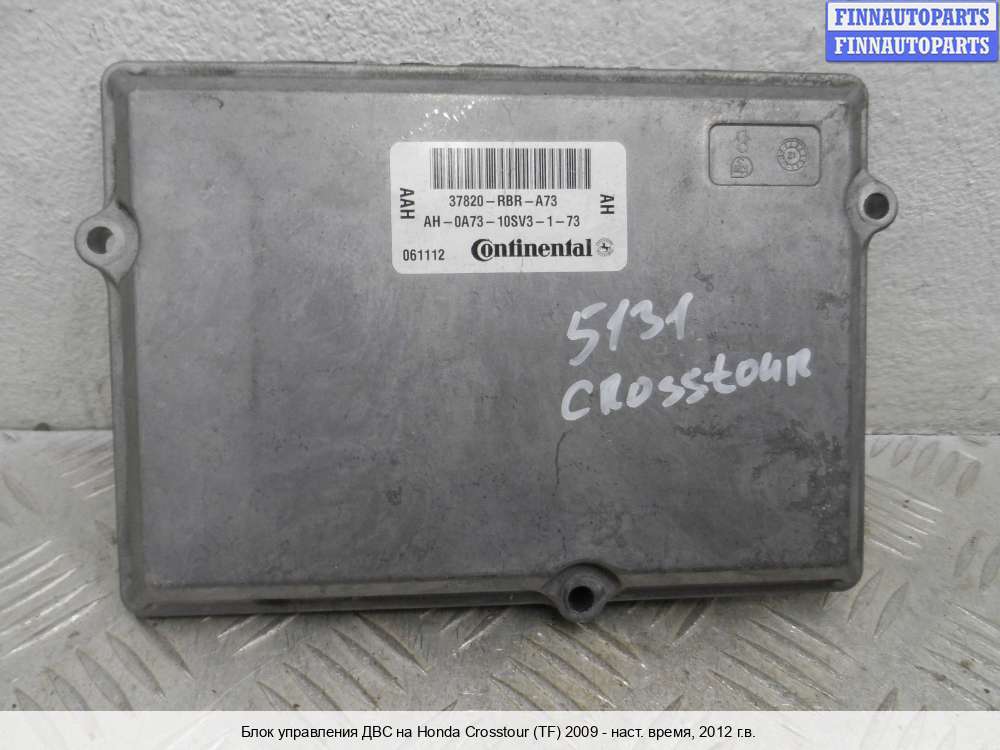 FINNAUTOPARTS
FINNAUTOPARTS
AAH
37820-RBR-A73
AH-0A73-10SV3-1-73
AH
061112 Continental
5131
CROSStOUR
Блок управления ДВС на Honda Crosstour (TF) 2009 - наст. время, 2012 г.в.